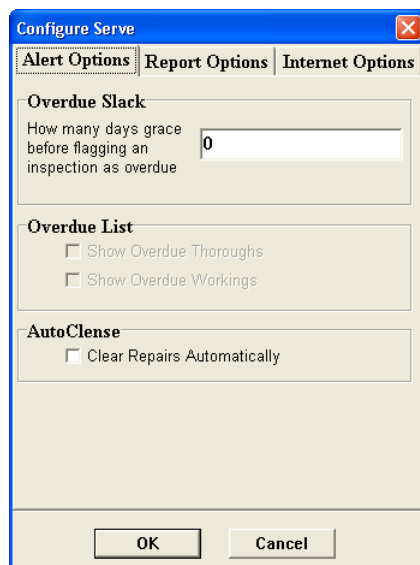 Configure Serve
Alert Options Report Options Internet Options
Overdue Slack
How many days grace
before flagging an
inspection as overdue
0
Overdue List
Show Overdue Thoroughs
Show Overdue Workings
AutoClense
Clear Repairs Automatically
OK Cancel